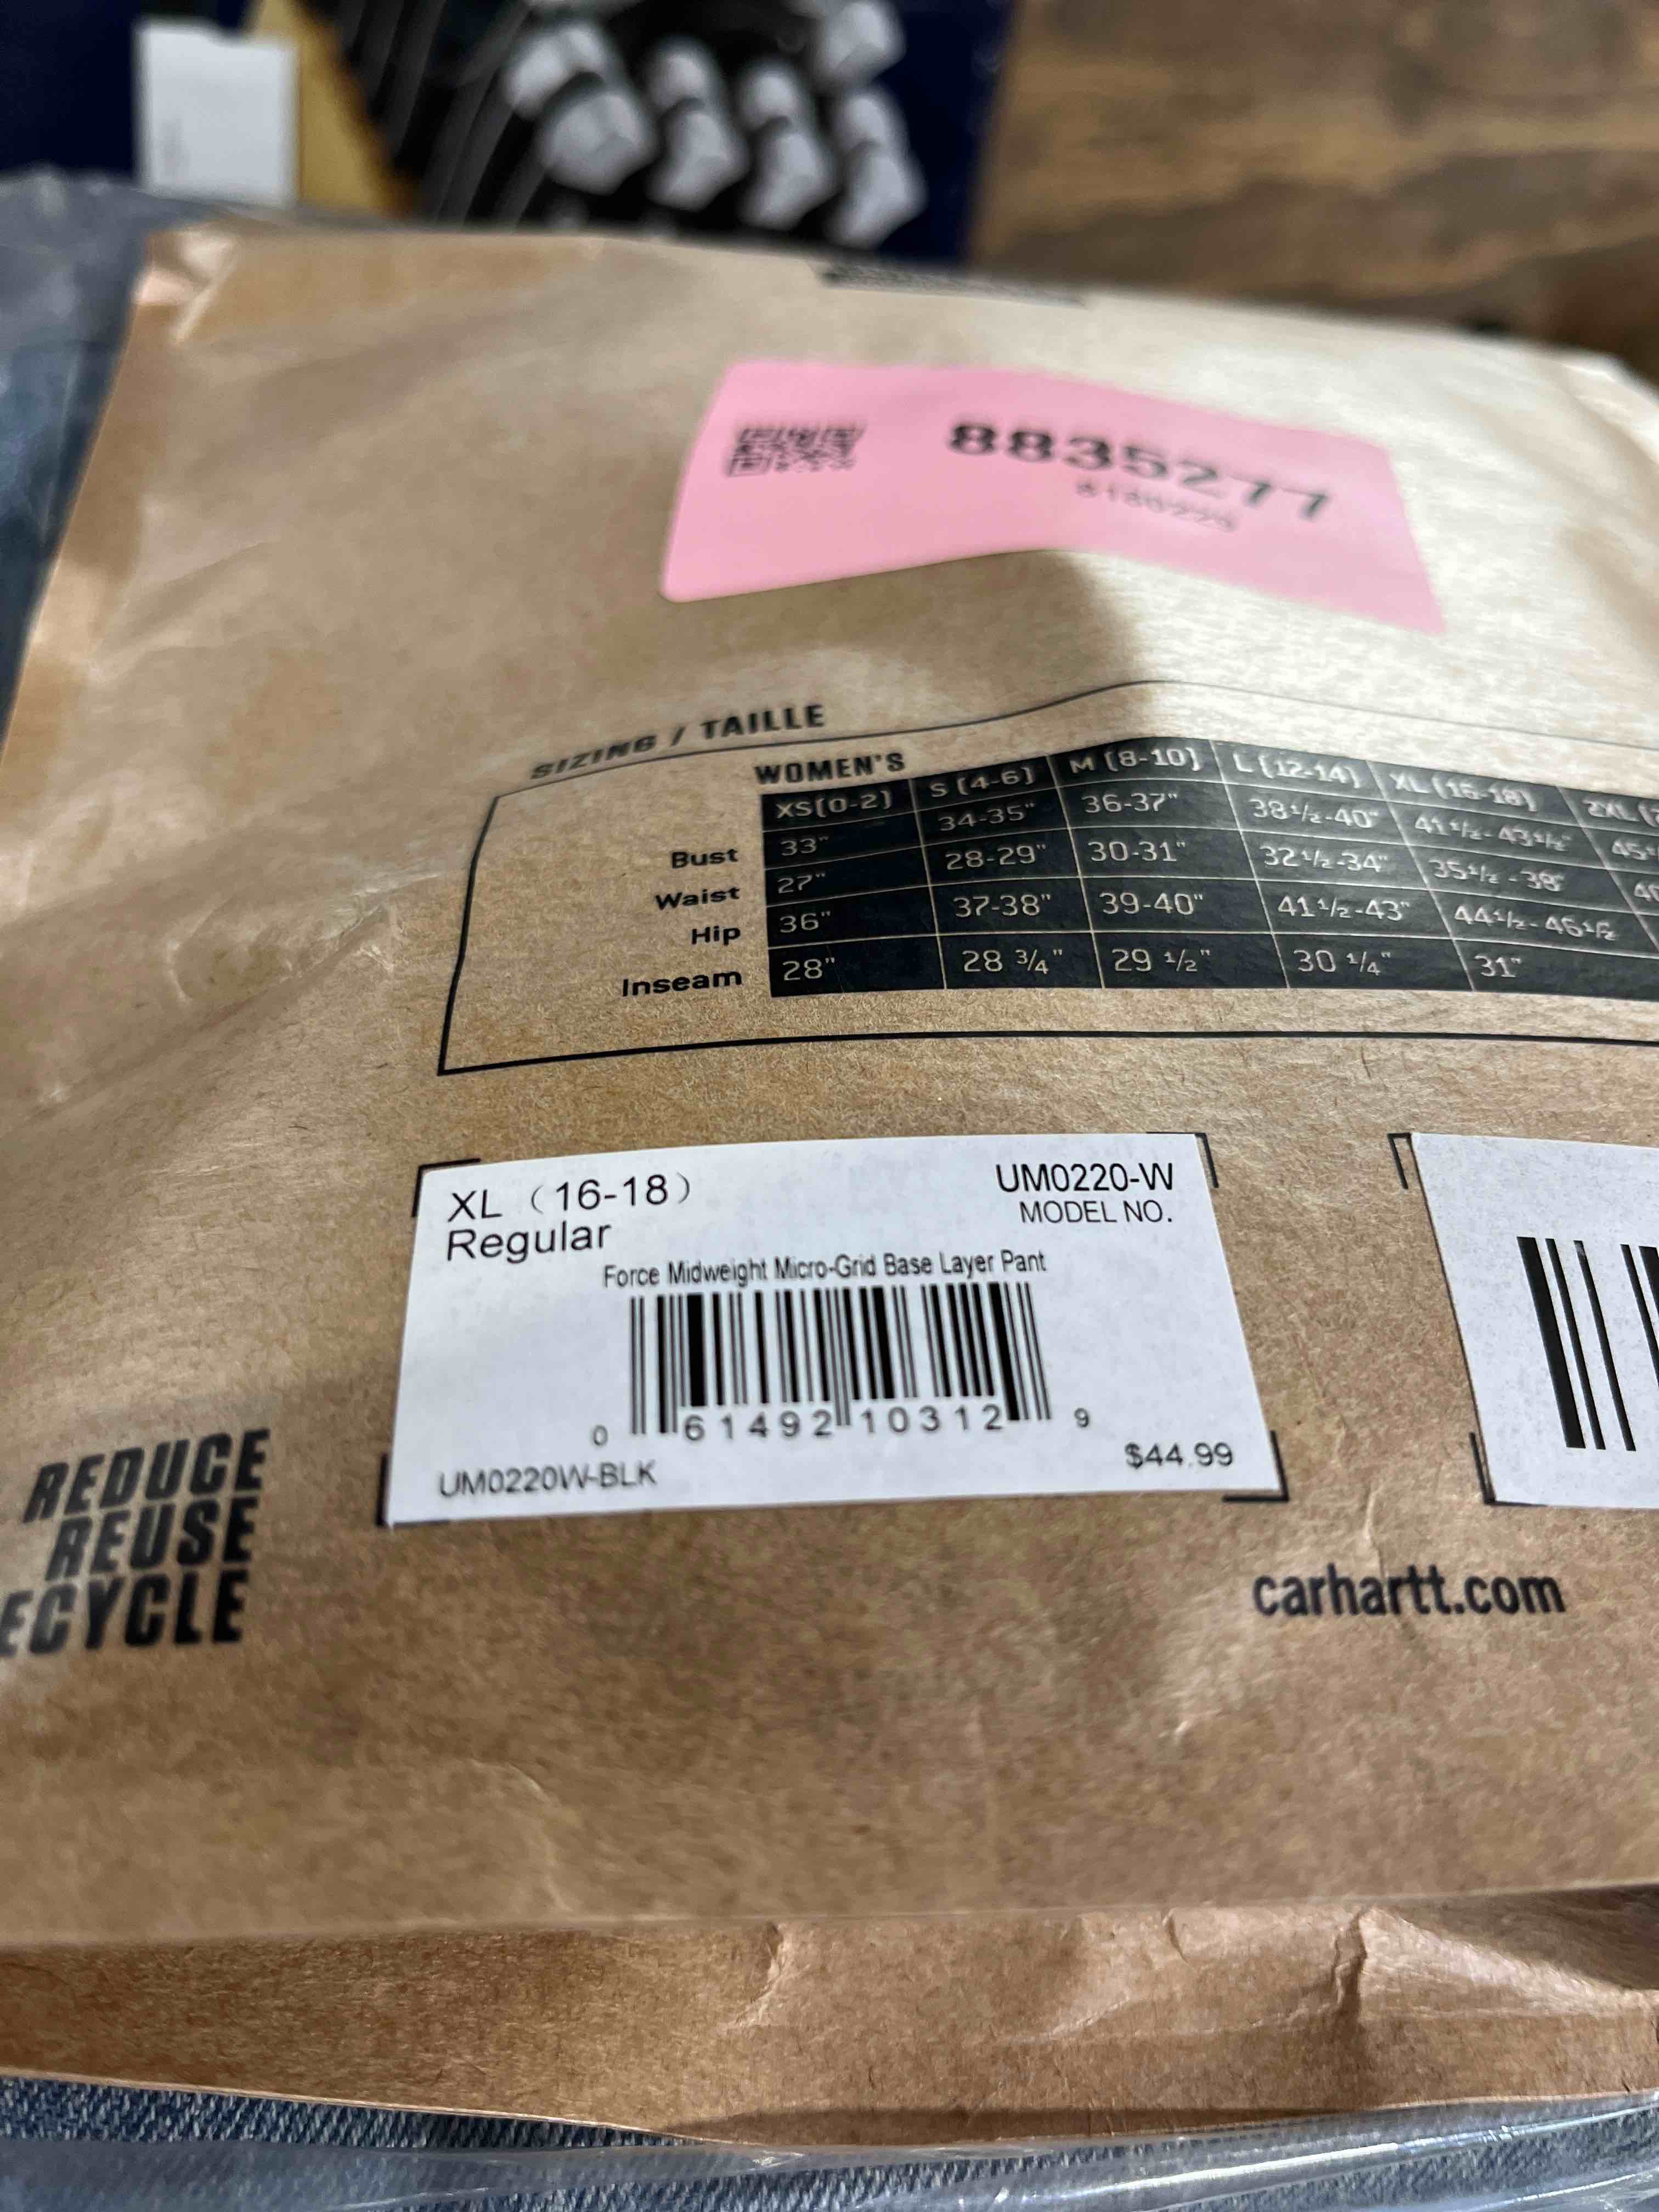 8835277
SIZING / TAILLE
WOMEN'S
XS(0-2) S (4-6) M (8-10) L (12-14) XL (16-18) 2XL
Bust 33" 34-35" 36-37" 38 1/2-40" 41 1/2-43 1/2" 45
Waist 27" 28-29" 30-31" 32 1/2-34" 35 1/2-38"
Hip 36" 37-38" 39-40" 41 1/2-43" 44 1/2-46 1/2
Inseam 28" 28 3/4" 29 1/2" 30 1/4" 31"
XL (16-18) UM0220-W
Regular MODEL NO.
Force Midweight Micro-Grid Base Layer Pant
0 61492 10312 9
UM0220W-BLK $44.99
REDUCE
REUSE
ECYCLE
carhartt.com